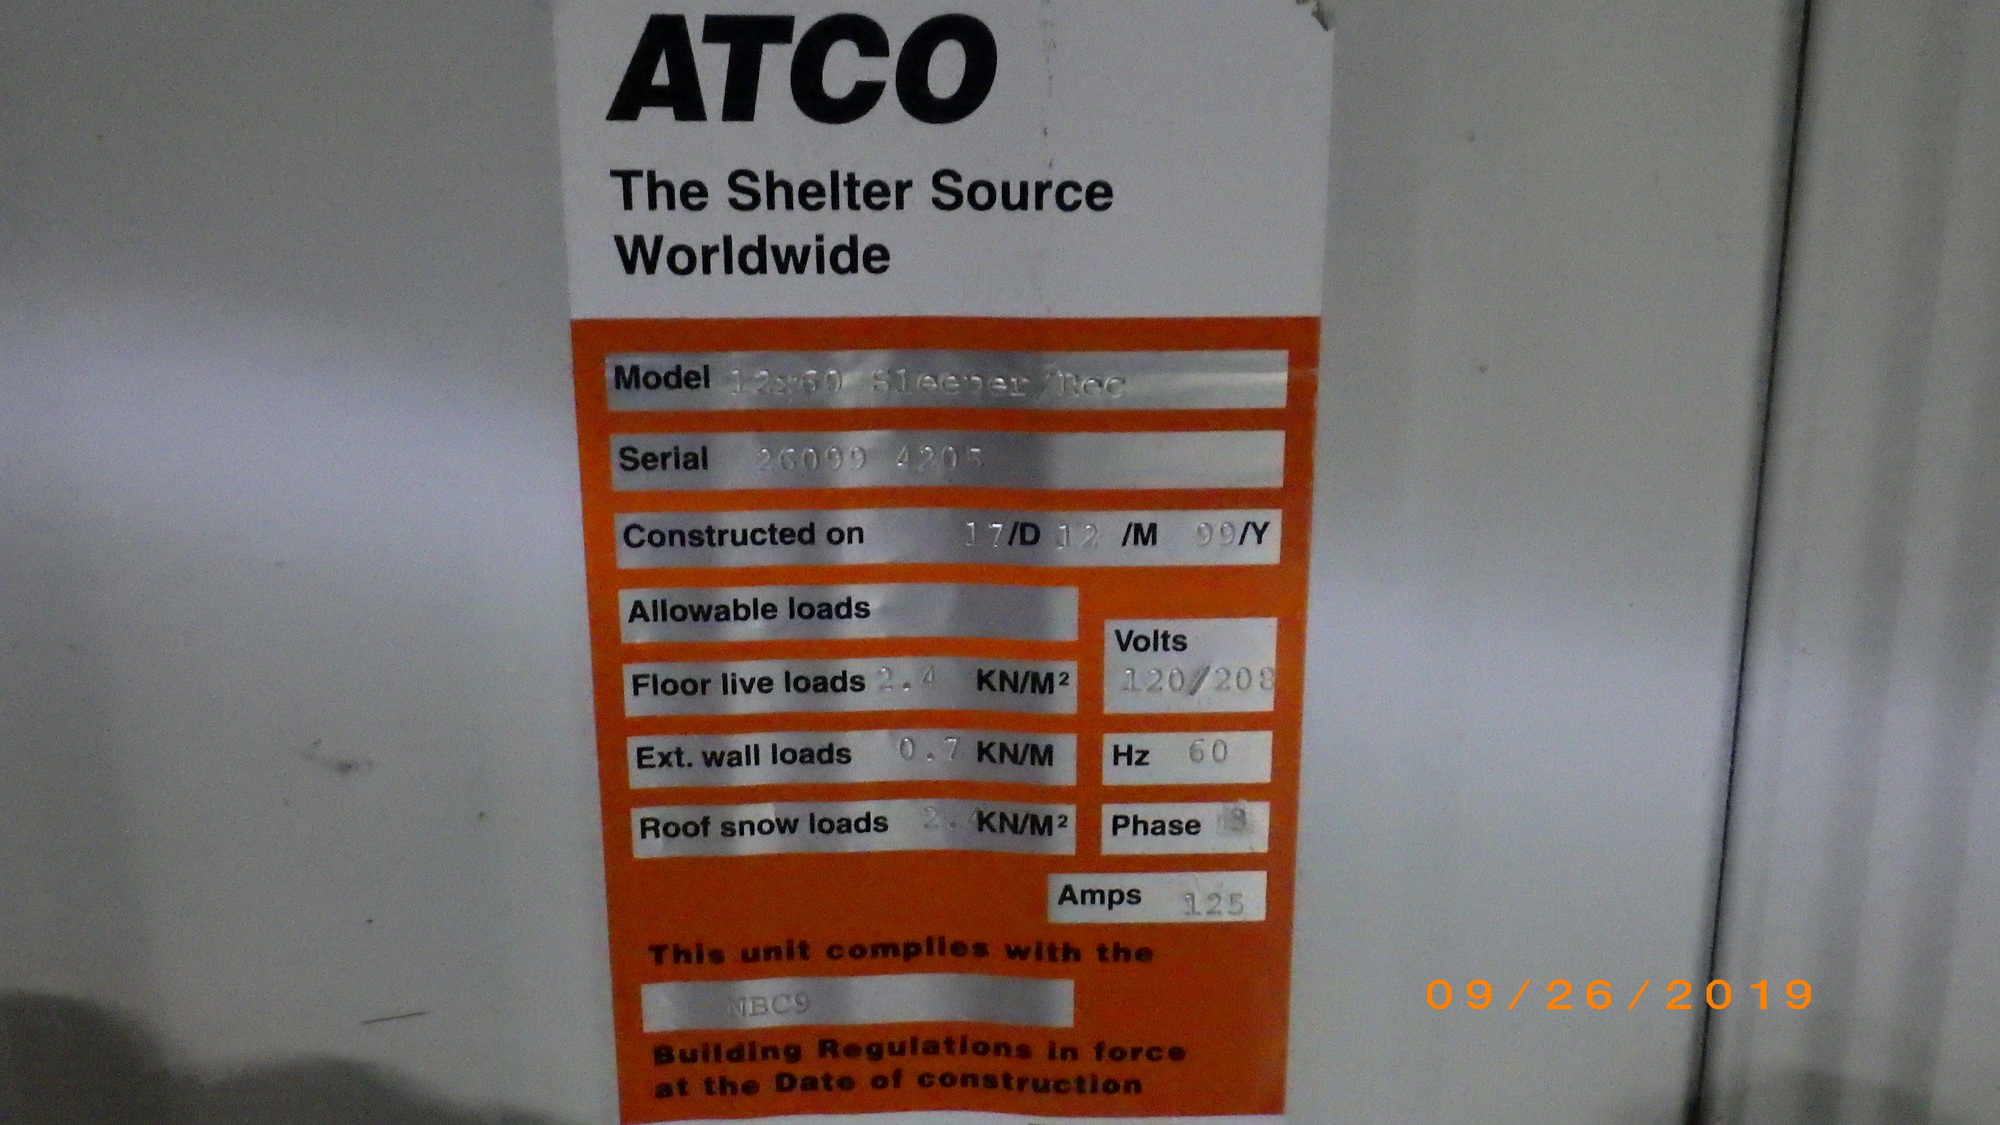 ATCO
The Shelter Source
Worldwide
Model 12x60 Sleeper/Rec
Serial 26099 4205
Constructed on 17/D 12 /M 99/Y
Allowable loads
Volts
120/208
Floor live loads 2.4 KN/M²
Ext. wall loads 0.7 KN/M
Hz 60
Roof snow loads 2.4 KN/M²
Phase 3
Amps 125
This unit complies with the
NBC9
Building Regulations in force
at the Date of construction
09/26/2019